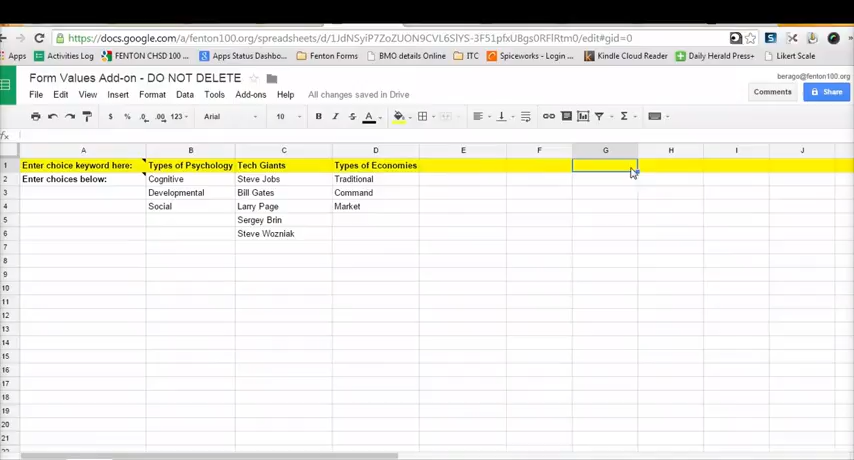 https://docs.google.com/a/fenton100.org/spreadsheets/d/1JdNSyiP7ZoZUON9CVL6SlYS-3F51pfxUBgs0RFlRtm0/edit#gid=0
Apps Activities Log FENTON CHSD 100 ... Apps Status Dashbo... Fenton Forms BMO details Online ITC Spiceworks - Login ... Kindle Cloud Reader Daily Herald Press+ Likert Scale
Form Values Add-on - DO NOT DELETE
berago@fenton100.org
File Edit View Insert Format Data Tools Add-ons Help All changes saved in Drive
Comments Share
$ % .0 .00 123 Arial 10 B I S A Σ
fx
A B C D E F G H I J
1 Enter choice keyword here: Types of Psychology Tech Giants Types of Economies
2 Enter choices below: Cognitive Steve Jobs Traditional
3 Developmental Bill Gates Command
4 Social Larry Page Market
5 Sergey Brin
6 Steve Wozniak
7
8
9
10
11
12
13
14
15
16
17
18
19
20
21